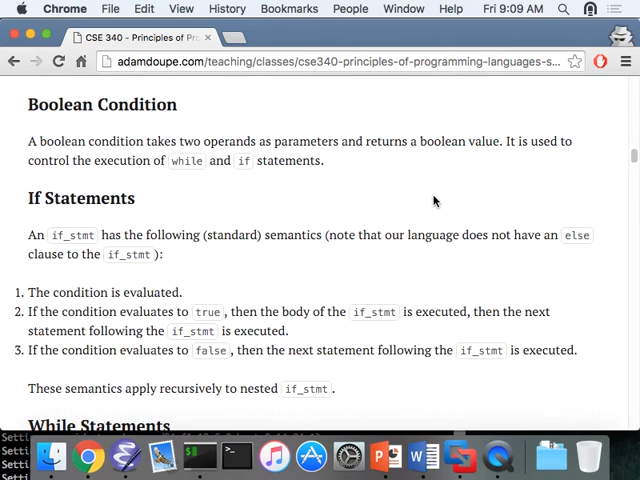 Chrome File Edit View History Bookmarks People Window Help Fri 9:09 AM
CSE 340 - Principles of Pro
adamdoupe.com/teaching/classes/cse340-principles-of-programming-languages-s...
Boolean Condition
A boolean condition takes two operands as parameters and returns a boolean value. It is used to
control the execution of while and if statements.
If Statements
An if_stmt has the following (standard) semantics (note that our language does not have an else
clause to the if_stmt ):
1. The condition is evaluated.
2. If the condition evaluates to true , then the body of the if_stmt is executed, then the next
statement following the if_stmt is executed.
3. If the condition evaluates to false , then the next statement following the if_stmt is executed.
These semantics apply recursively to nested if_stmt .
While Statements
Setti
Setti
Setti
Setti